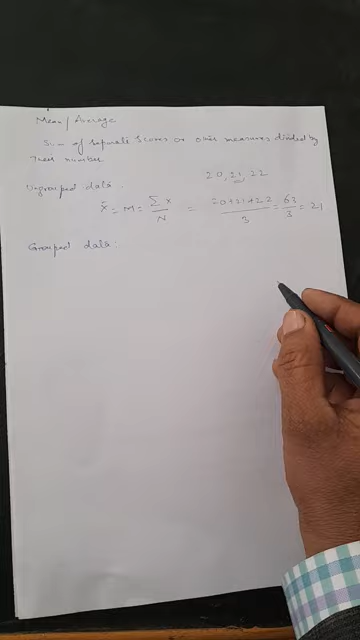 Mean / Average
Sum of separate scores or other measures divided by
their number
Ungrouped data.
20, 21, 22
X̄ = M = ΣX/N = 20+21+22/3 = 63/3 = 21
Grouped data: